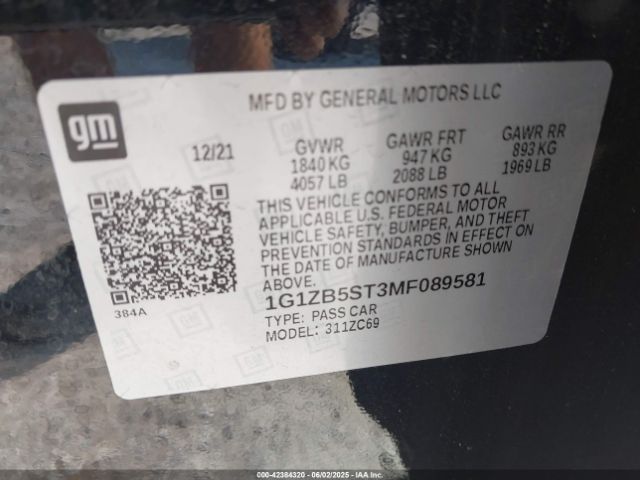 gm
MFD BY GENERAL MOTORS LLC
12/21
GVWR
1840 KG
4057 LB
GAWR FRT
947 KG
2088 LB
GAWR RR
893 KG
1969 LB
THIS VEHICLE CONFORMS TO ALL
APPLICABLE U.S. FEDERAL MOTOR
VEHICLE SAFETY, BUMPER, AND THEFT
PREVENTION STANDARDS IN EFFECT ON
THE DATE OF MANUFACTURE SHOWN
ABOVE.
384A
1G1ZB5ST3MF089581
TYPE: PASS CAR
MODEL: 311ZC69
000-42384320 | 06/02/2025 | IAAI.CA